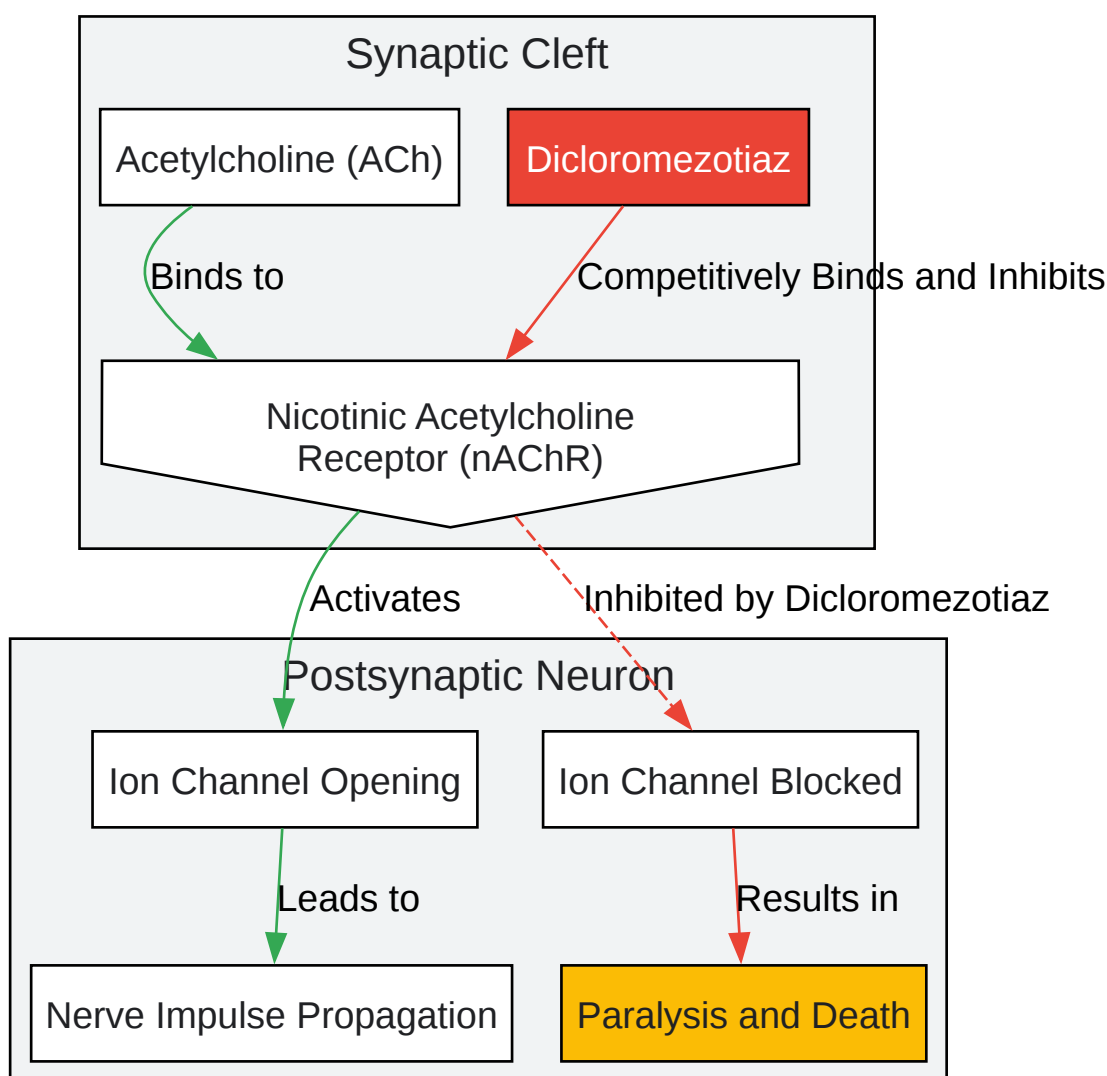 Synaptic Cleft
Acetylcholine (ACh)
Dicloromezotiaz
Binds to
Competitively Binds and Inhibits
Nicotinic Acetylcholine
Receptor (nAChR)
Activates
Inhibited by Dicloromezotiaz
Postsynaptic Neuron
Ion Channel Opening
Ion Channel Blocked
Leads to
Results in
Nerve Impulse Propagation
Paralysis and Death